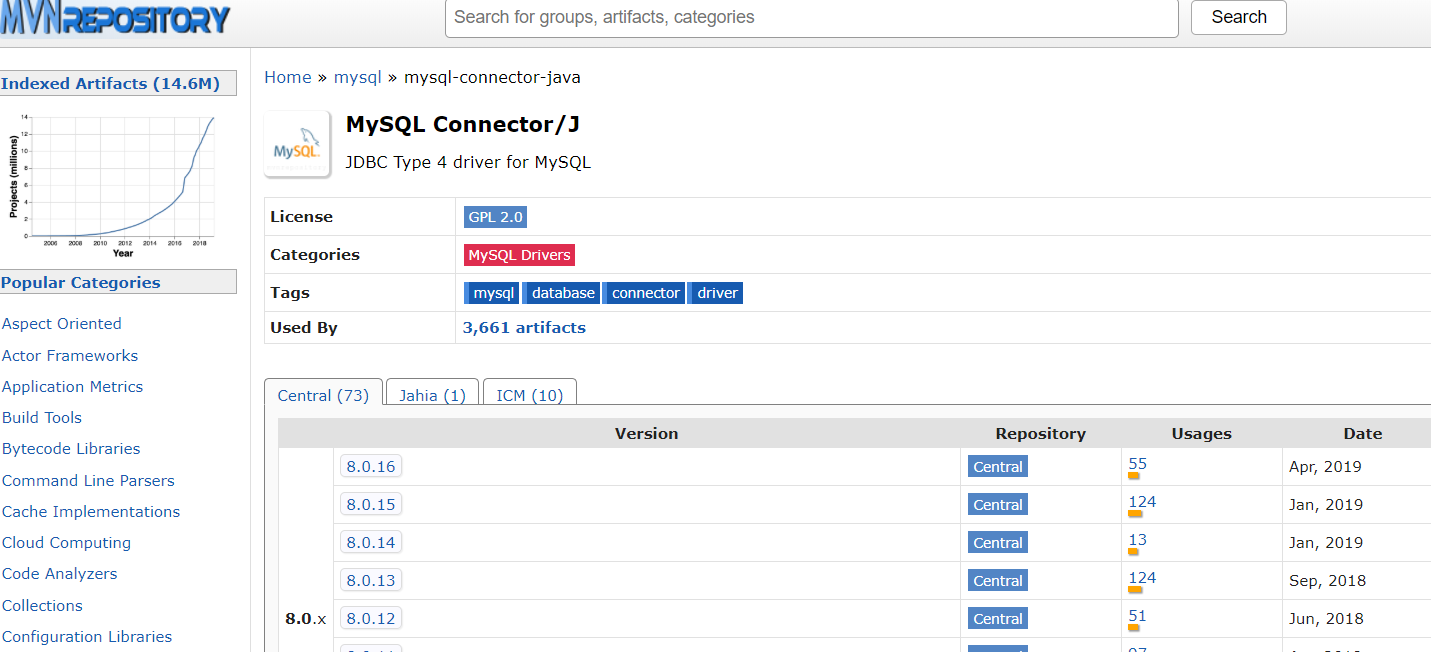 MVNREPOSITORY
Search for groups, artifacts, categories
Search
Indexed Artifacts (14.6M)
Projects (millions)
14
12
10
8
6
4
2
0
2006 2008 2010 2012 2014 2016 2018
Year
Popular Categories
Aspect Oriented
Actor Frameworks
Application Metrics
Build Tools
Bytecode Libraries
Command Line Parsers
Cache Implementations
Cloud Computing
Code Analyzers
Collections
Configuration Libraries
Home » mysql » mysql-connector-java
MySQL
MySQL Connector/J
JDBC Type 4 driver for MySQL
License GPL 2.0
Categories MySQL Drivers
Tags mysql database connector driver
Used By 3,661 artifacts
Central (73) Jahia (1) ICM (10)
Version Repository Usages Date
8.0.16 Central 55 Apr, 2019
8.0.15 Central 124 Jan, 2019
8.0.14 Central 13 Jan, 2019
8.0.13 Central 124 Sep, 2018
8.0.x 8.0.12 Central 51 Jun, 2018